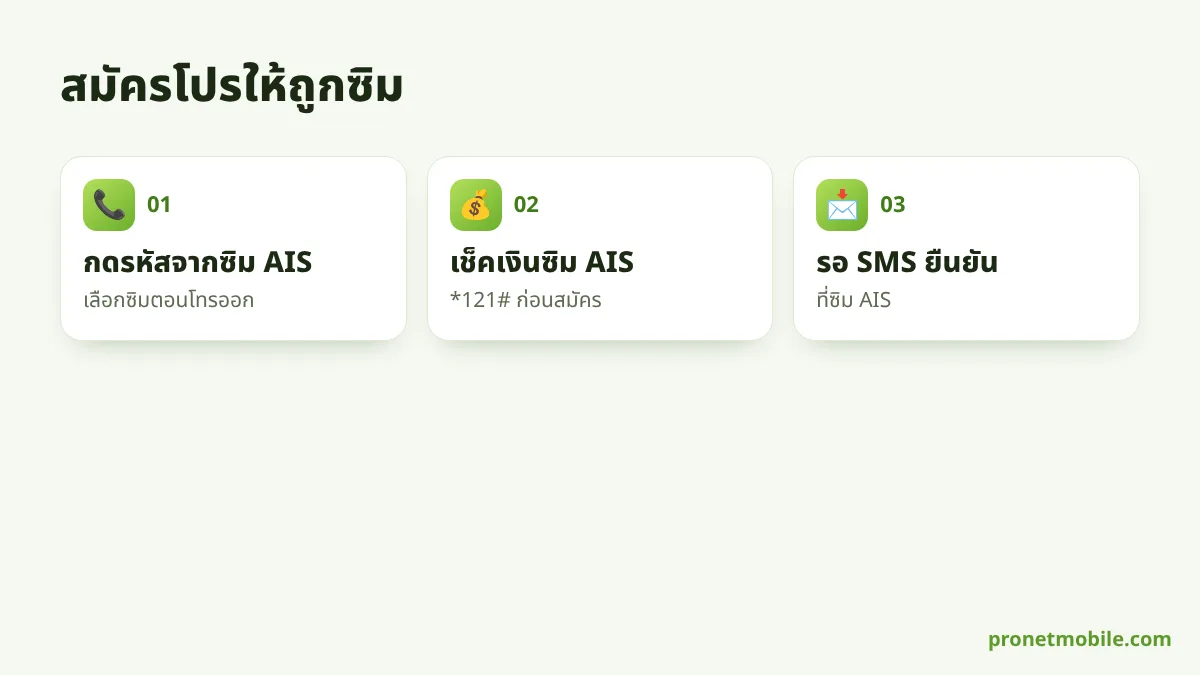 สมัครโปรให้ถูกซิม
01
กดรหัสจากซิม AIS
เลือกซิมตอนโทรออก
02
เช็คเงินซิม AIS
*121# ก่อนสมัคร
03
รอ SMS ยืนยัน
ที่ซิม AIS
pronetmobile.com